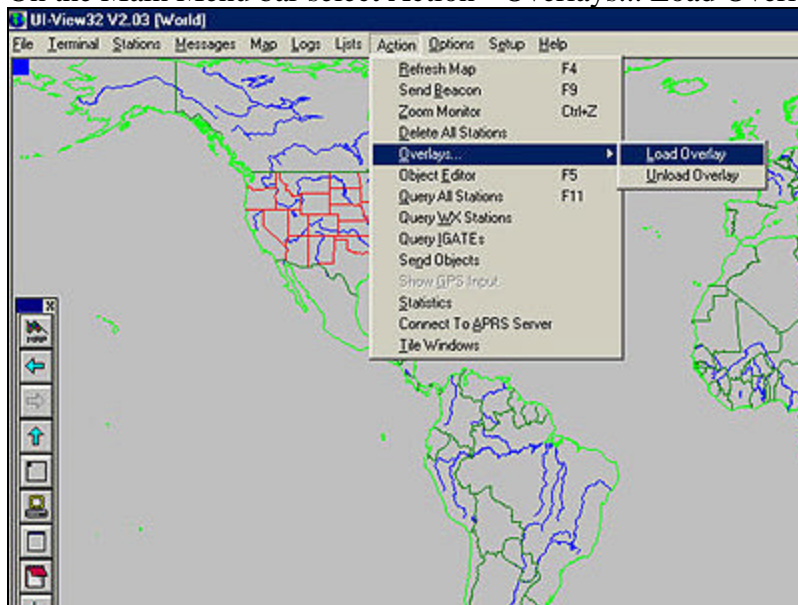 On the Main Menu bar select Action - Overlays... Load Overl
UI-View32 V2.03 [World]
File Terminal Stations Messages Map Logs Lists Action Options Setup Help
Refresh Map F4
Send Beacon F9
Zoom Monitor Ctrl+Z
Delete All Stations
Overlays... Load Overlay
Object Editor F5 Unload Overlay
Query All Stations F11
Query WX Stations
Query IGATEs
Send Objects
Show GPS Input
Statistics
Connect To APRS Server
Tile Windows
MAP